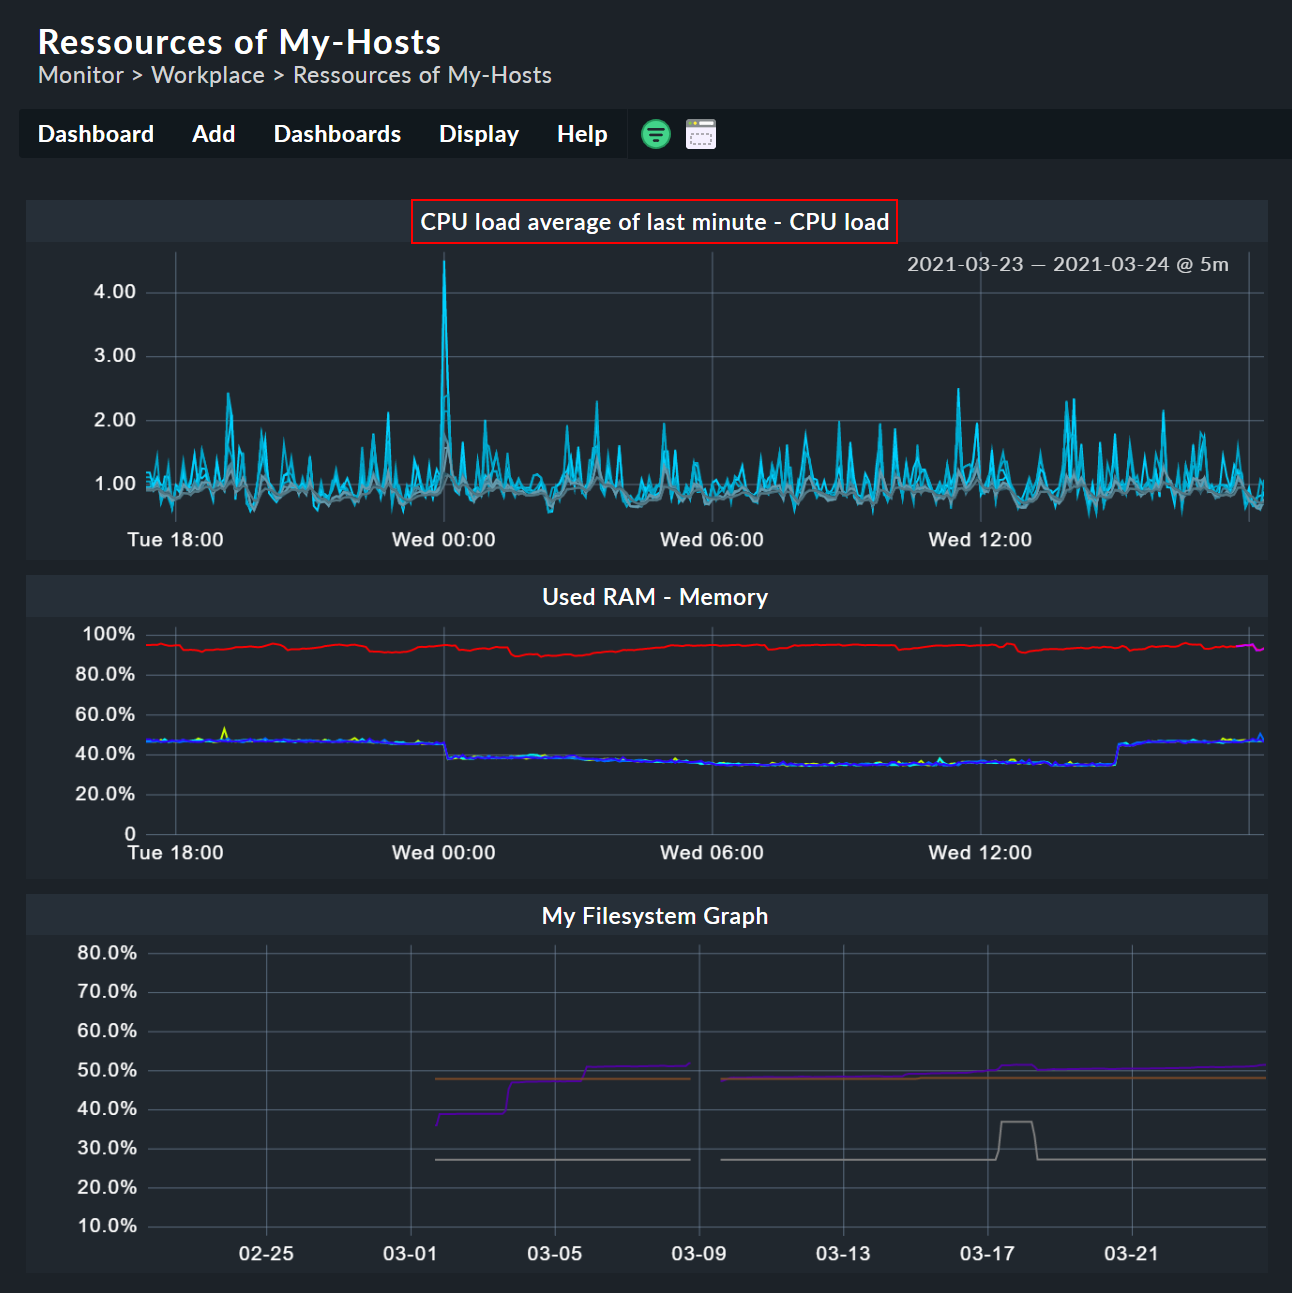 Ressources of My-Hosts
Monitor > Workplace > Ressources of My-Hosts
Dashboard Add Dashboards Display Help
CPU load average of last minute - CPU load
2021-03-23 — 2021-03-24 @ 5m
4.00
3.00
2.00
1.00
Tue 18:00 Wed 00:00 Wed 06:00 Wed 12:00
Used RAM - Memory
100%
80.0%
60.0%
40.0%
20.0%
0
Tue 18:00 Wed 00:00 Wed 06:00 Wed 12:00
My Filesystem Graph
80.0%
70.0%
60.0%
50.0%
40.0%
30.0%
20.0%
10.0%
02-25 03-01 03-05 03-09 03-13 03-17 03-21